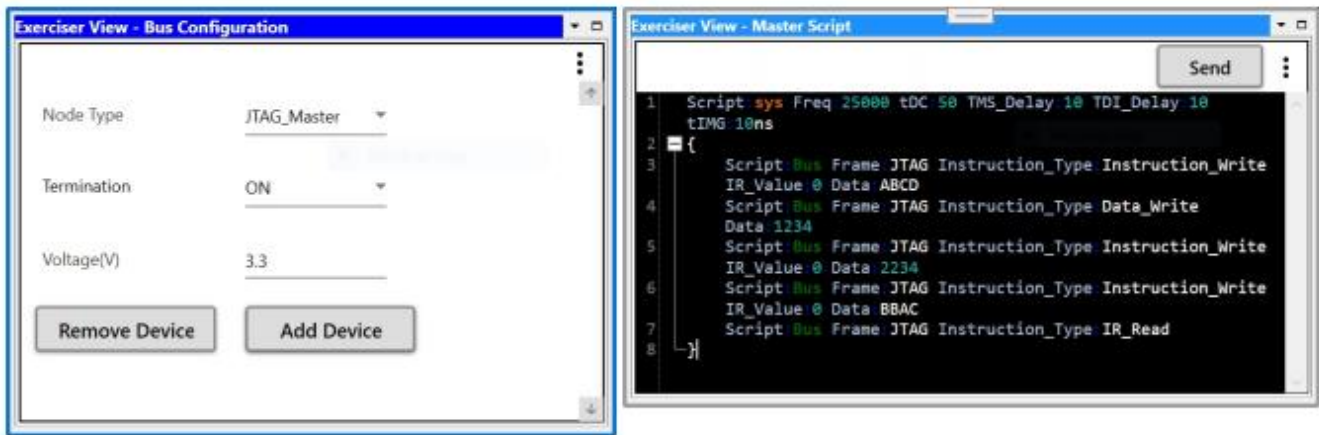 Exerciser View - Bus Configuration
Node Type
JTAG_Master
Termination
ON
Voltage(V)
3.3
Remove Device
Add Device
Exerciser View - Master Script
Send
1 Script:sys Freq:25000 tDC:50 TMS_Delay:10 TDI_Delay:10
tIMG:10ns
2 {
3 Script:Bus Frame:JTAG Instruction_Type:Instruction_Write
IR_Value:0 Data:ABCD
4 Script:Bus Frame:JTAG Instruction_Type:Data_Write
Data:1234
5 Script:Bus Frame:JTAG Instruction_Type:Instruction_Write
IR_Value:0 Data:2234
6 Script:Bus Frame:JTAG Instruction_Type:Instruction_Write
IR_Value:0 Data:BBAC
7 Script:Bus Frame:JTAG Instruction_Type:IR_Read
8 }